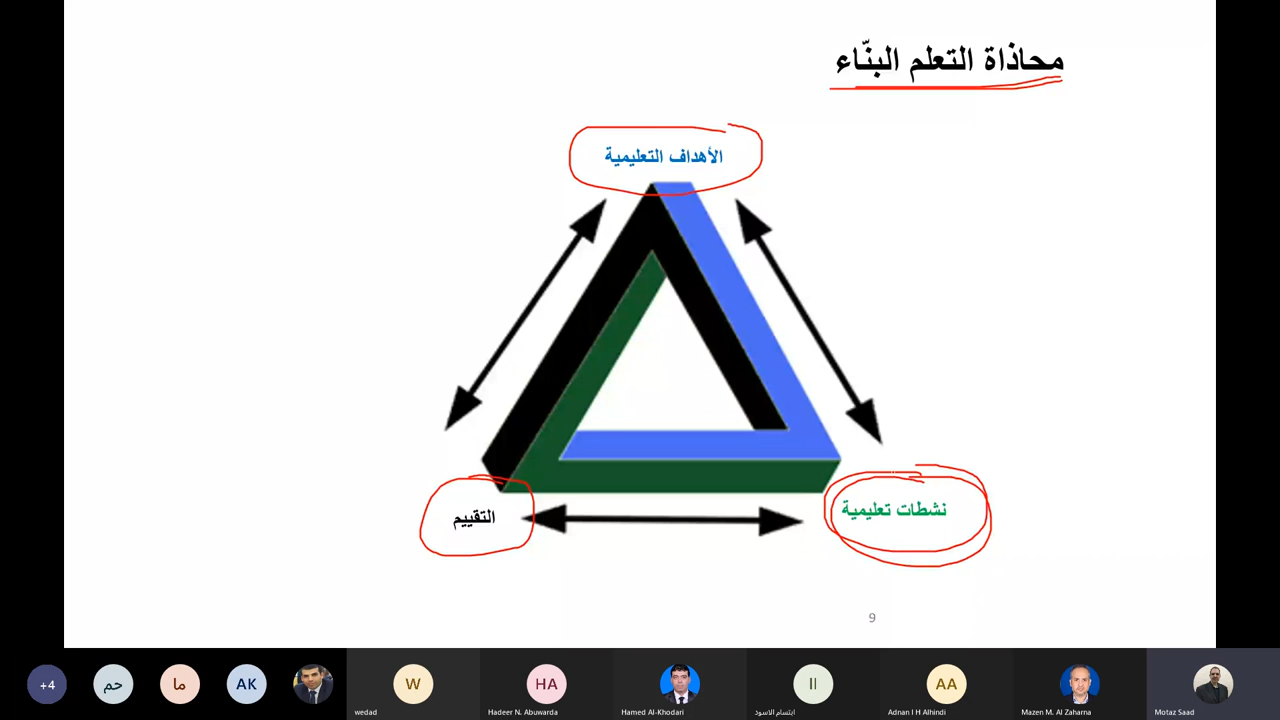 محاذاة التعلم البنّاء
الأهداف التعليمية
التقييم
نشطات تعليمية
9
+4
حم
ما
AK
W
wedad
HA
Hadeer N. Abuwarda
Hamed Al-Khodari
اا
ابتسام الاسود
AA
Adnan I H Alhindi
Mazen M. Al Zaharna
Motaz Saad